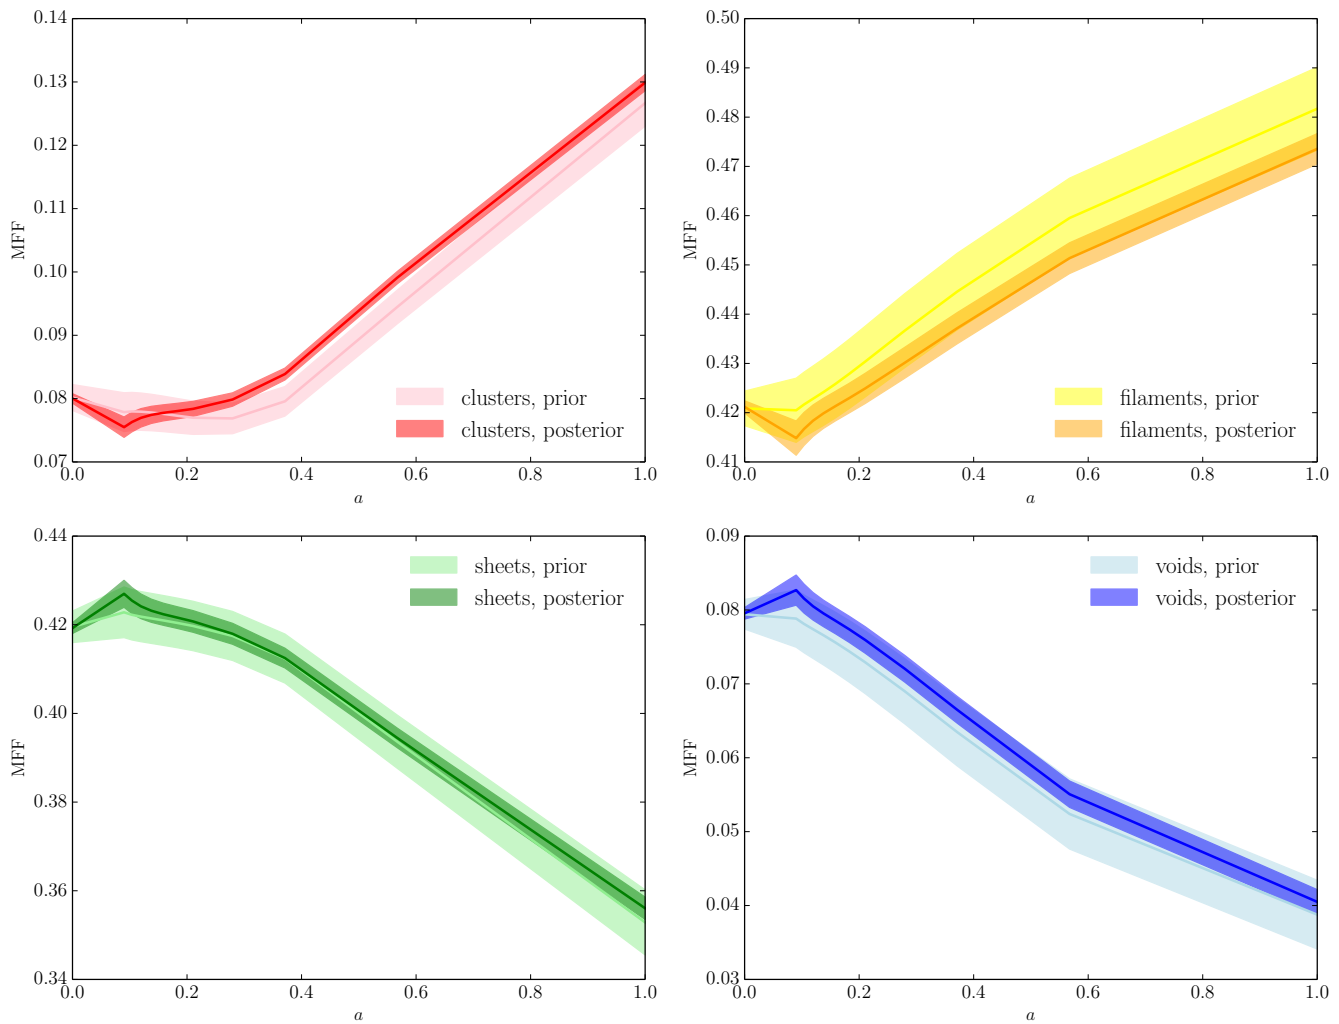 0.14
0.13
0.12
0.11
0.10
0.09
0.08
0.07
MFF
0.0 0.2 0.4 0.6 0.8 1.0
a
clusters, prior
clusters, posterior
0.50
0.49
0.48
0.47
0.46
0.45
0.44
0.43
0.42
0.41
MFF
0.0 0.2 0.4 0.6 0.8 1.0
a
filaments, prior
filaments, posterior
0.44
0.42
0.40
0.38
0.36
0.34
MFF
0.0 0.2 0.4 0.6 0.8 1.0
a
sheets, prior
sheets, posterior
0.09
0.08
0.07
0.06
0.05
0.04
0.03
MFF
0.0 0.2 0.4 0.6 0.8 1.0
a
voids, prior
voids, posterior